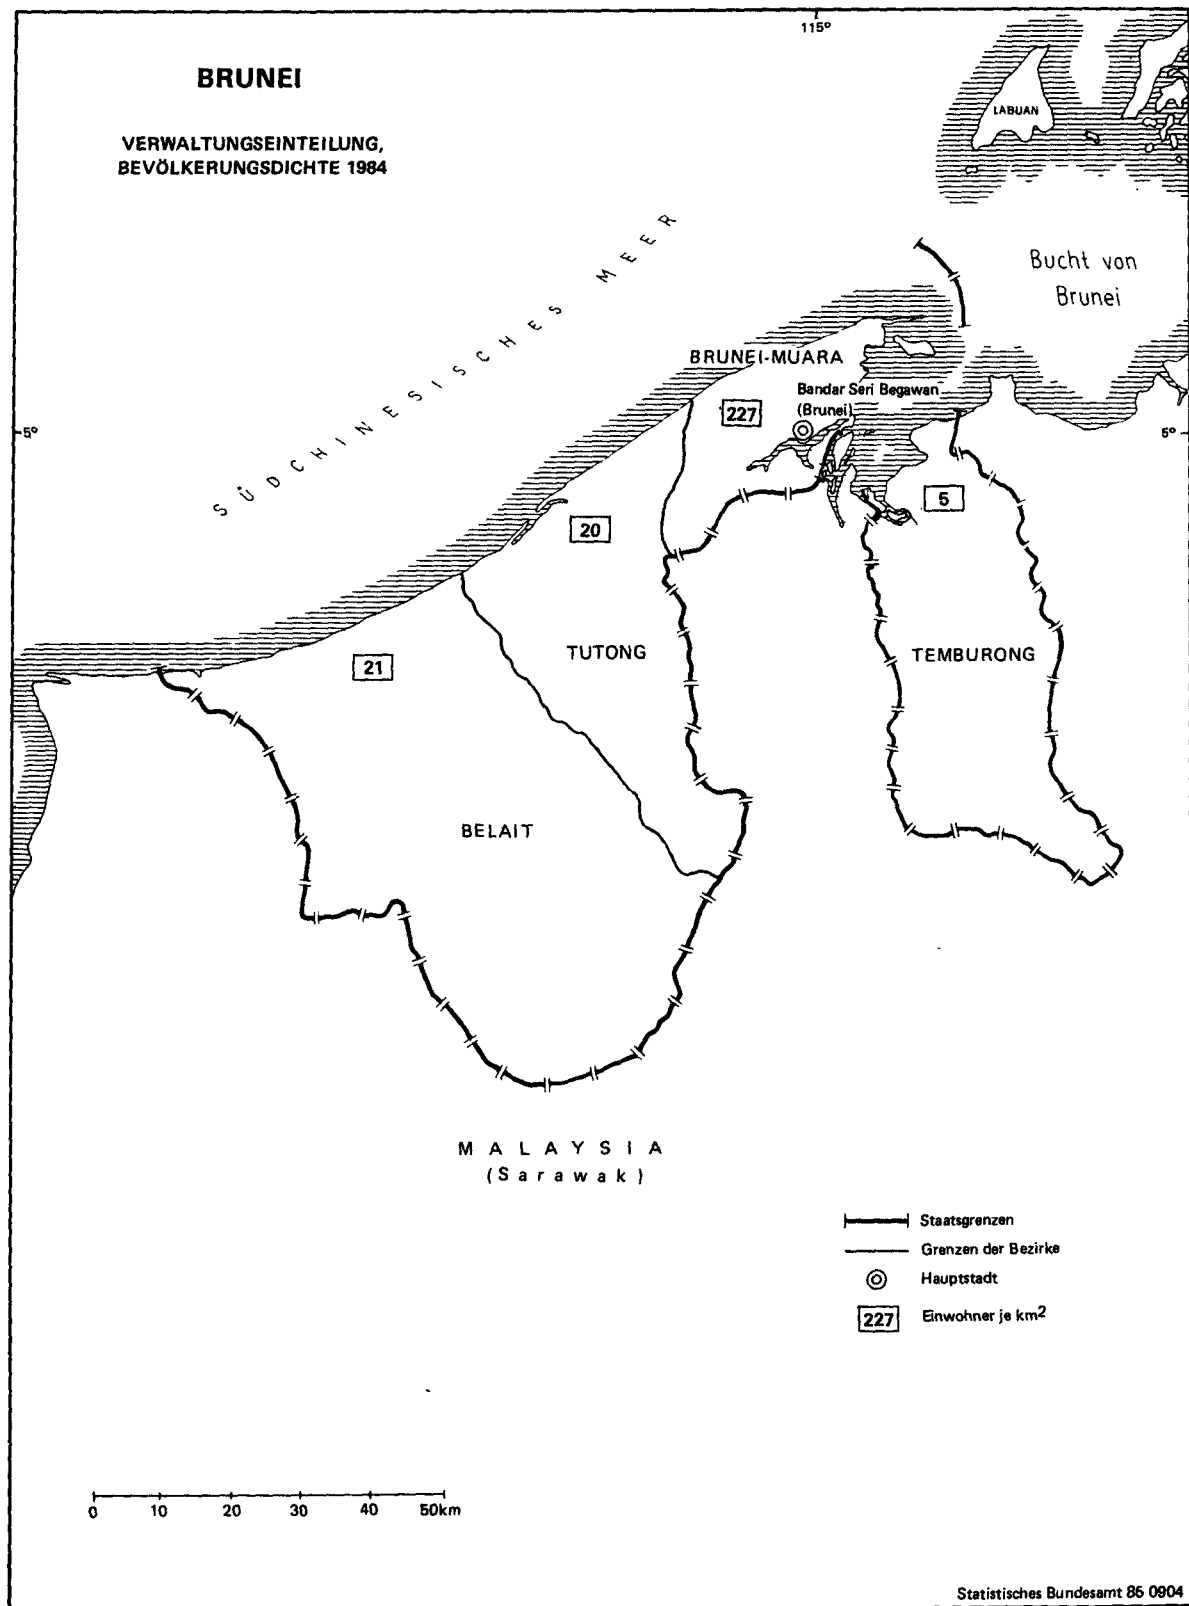 115°
BRUNEI
VERWALTUNGSEINTEILUNG,
BEVÖLKERUNGSDICHTE 1984
LABUAN
SÜDCHINESISCHES MEER
Bucht von
Brunei
BRUNEI-MUARA
Bandar Seri Begawan
(Brunei)
227
5°
5°
5
20
TUTONG
TEMBURONG
21
BELAIT
MALAYSIA
(Sarawak)
Staatsgrenzen
Grenzen der Bezirke
Hauptstadt
227 Einwohner je km²
0 10 20 30 40 50km
Statistisches Bundesamt 85 0904